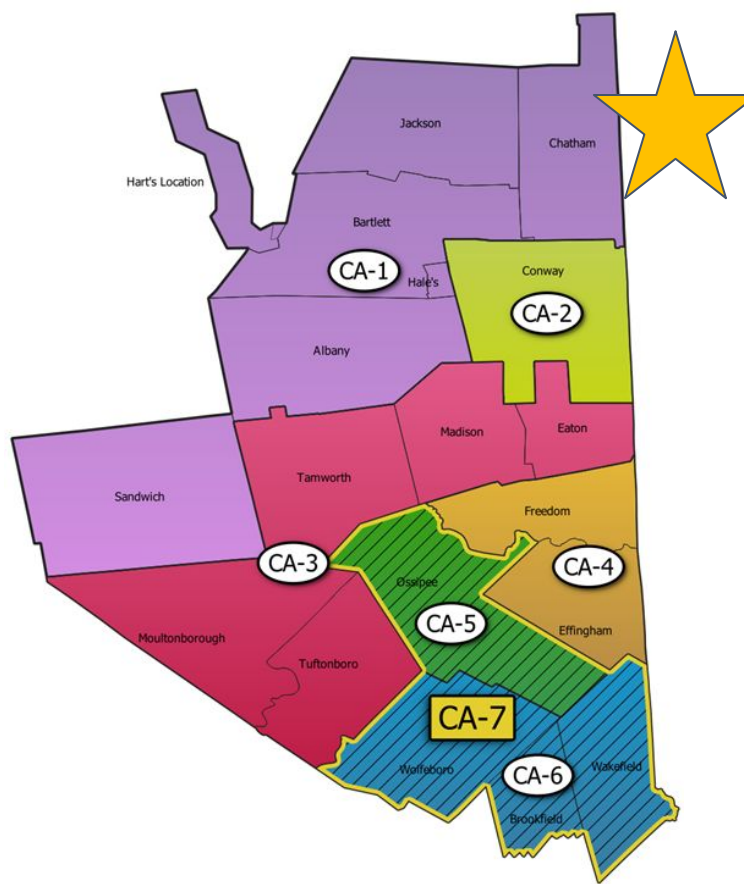 Jackson
Chatham
Hart's Location
Bartlett
CA-1
Hale's
Conway
CA-2
Albany
Madison
Eaton
Sandwich
Tamworth
Freedom
CA-3
CA-4
Ossipee
CA-5
Effingham
Moultonborough
Tuftonboro
CA-7
Wolfeboro
CA-6
Wakefield
Brookfield